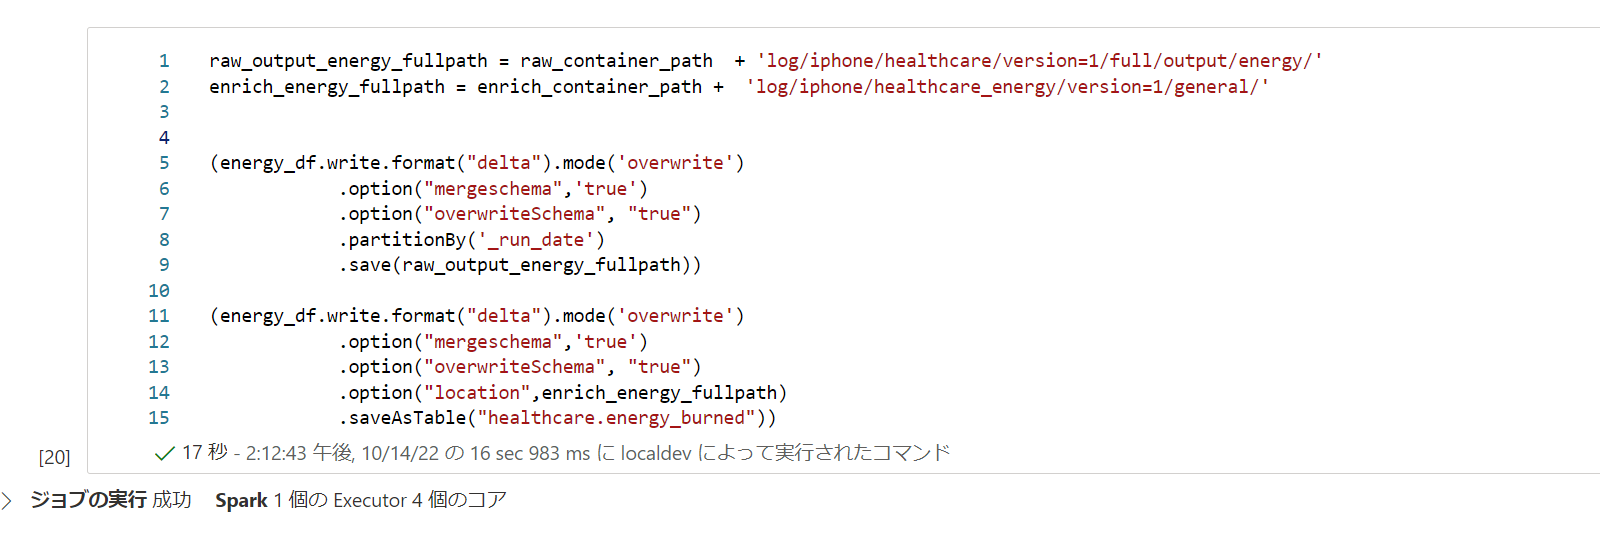 1 raw_output_energy_fullpath = raw_container_path  + 'log/iphone/healthcare/version=1/full/output/energy/'
2 enrich_energy_fullpath = enrich_container_path +  'log/iphone/healthcare_energy/version=1/general/'
3
4
5 (energy_df.write.format("delta").mode('overwrite')
6             .option("mergeschema",'true')
7             .option("overwriteSchema", "true")
8             .partitionBy('_run_date')
9             .save(raw_output_energy_fullpath))
10
11 (energy_df.write.format("delta").mode('overwrite')
12             .option("mergeschema",'true')
13             .option("overwriteSchema", "true")
14             .option("location",enrich_energy_fullpath)
15             .saveAsTable("healthcare.energy_burned"))
[20] 17 秒 - 2:12:43 午後, 10/14/22 の 16 sec 983 ms に localdev によって実行されたコマンド
ジョブの実行 成功 Spark 1 個の Executor 4 個のコア